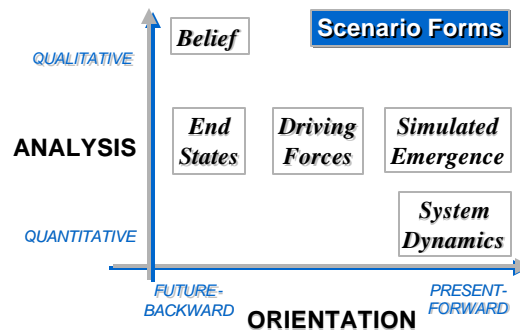 Scenario Forms
Belief
QUALITATIVE
End
States
Driving
Forces
Simulated
Emergence
ANALYSIS
System
Dynamics
QUANTITATIVE
FUTURE-
BACKWARD
PRESENT-
FORWARD
ORIENTATION